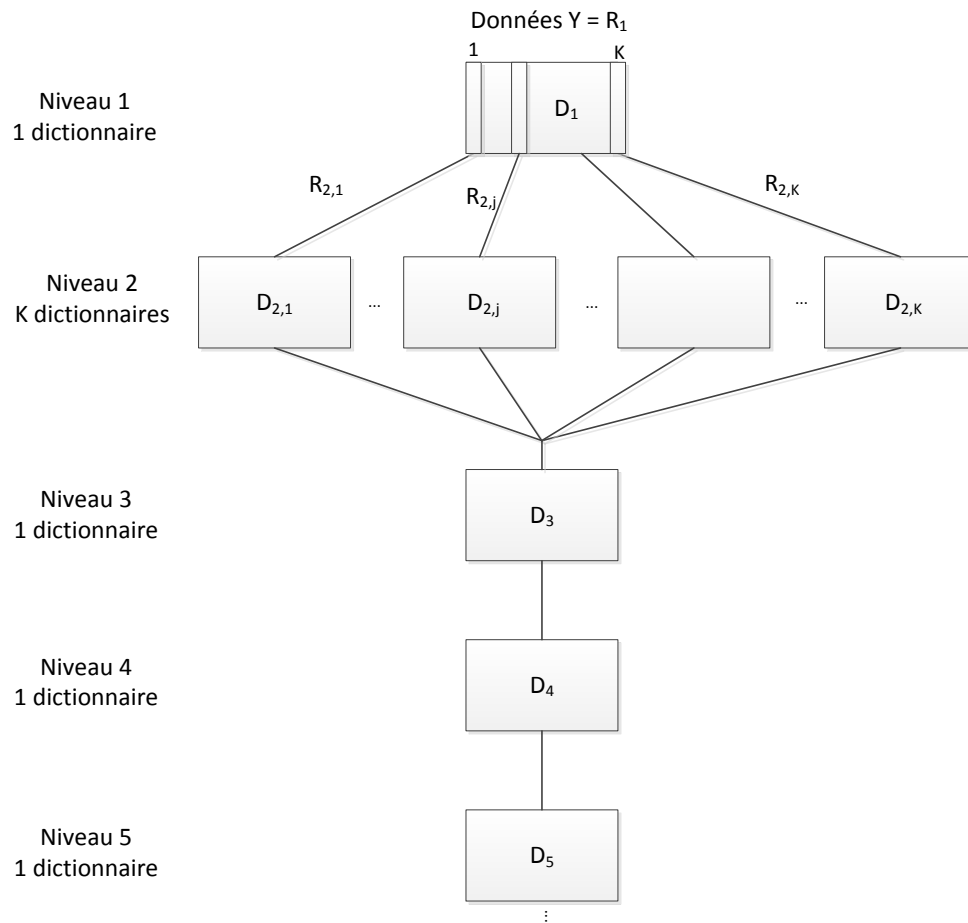 Données Y = R₁
1 K
Niveau 1
1 dictionnaire
D₁
R₂,₁
R₂,ⱼ
R₂,K
Niveau 2
K dictionnaires
D₂,₁ ... D₂,ⱼ ... ... D₂,K
Niveau 3
1 dictionnaire
D₃
Niveau 4
1 dictionnaire
D₄
Niveau 5
1 dictionnaire
D₅
...